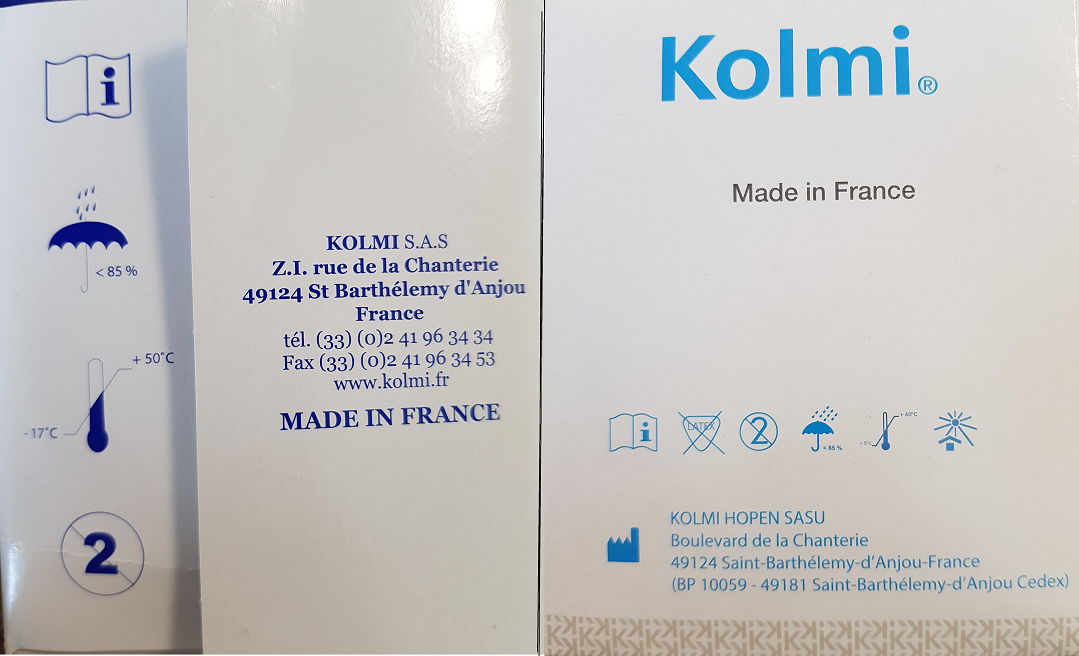 i
< 85 %
+ 50°C
- 17°C
2
KOLMI S.A.S
Z.I. rue de la Chanterie
49124 St Barthélemy d'Anjou
France
tél. (33) (0)2 41 96 34 34
Fax (33) (0)2 41 96 34 53
www.kolmi.fr
MADE IN FRANCE
Kolmi®
Made in France
i
LATEX
2
< 85 %
+ 40°C
+ 5°C
KOLMI HOPEN SASU
Boulevard de la Chanterie
49124 Saint-Barthélemy-d'Anjou-France
(BP 10059 - 49181 Saint-Barthélemy-d'Anjou Cedex)